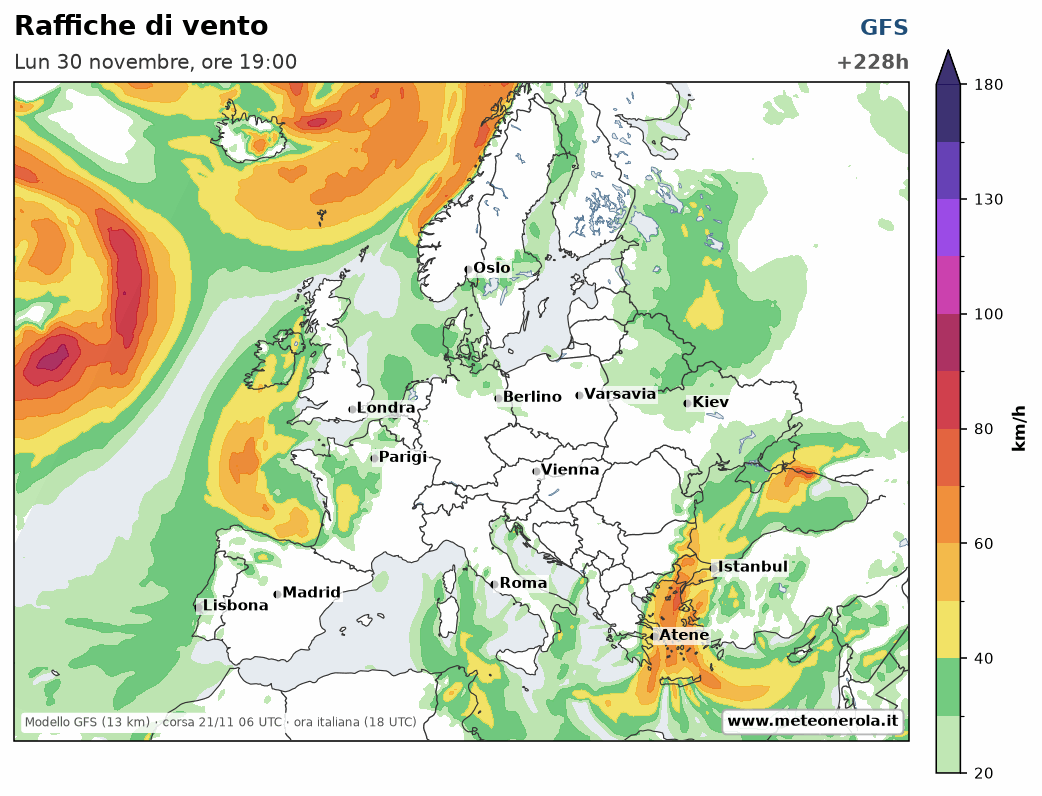 Raffiche di vento
GFS
Lun 30 novembre, ore 19:00
+228h
180
130
100
80
60
40
20
km/h
Oslo
Berlino
Varsavia
Kiev
Londra
Parigi
Vienna
Istanbul
Roma
Madrid
Lisbona
Atene
Modello GFS (13 km) · corsa 21/11 06 UTC · ora italiana (18 UTC)
www.meteonerola.it